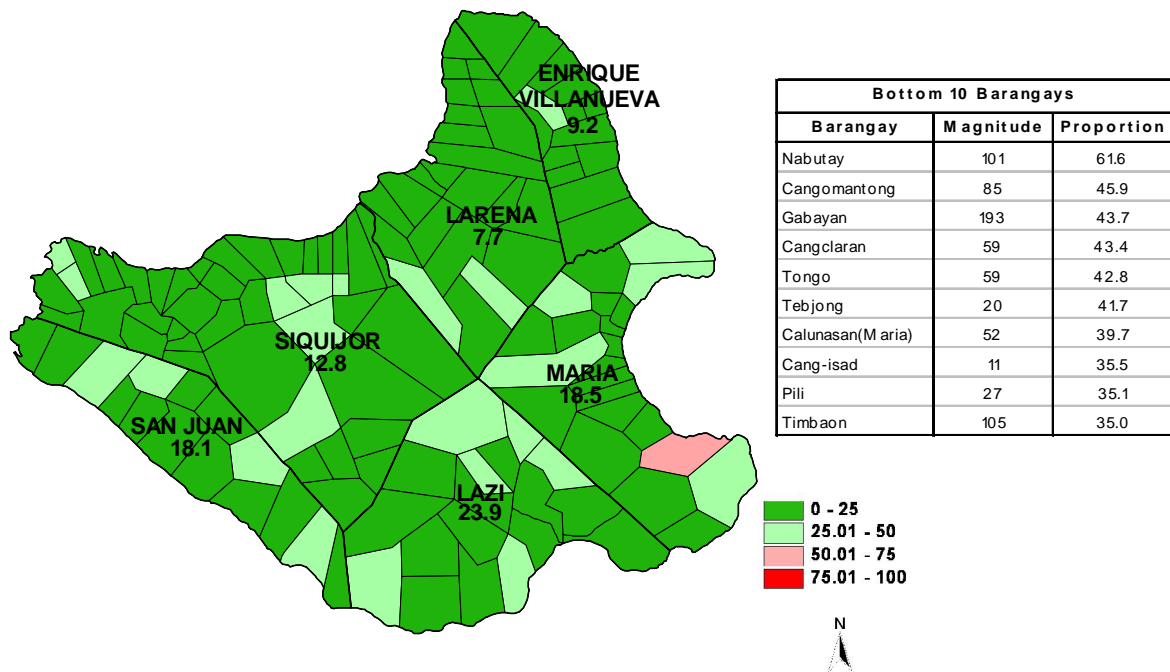 ENRIQUE
VILLANUEVA
9.2
LARENA
7.7
SIQUIJOR
12.8
MARIA
18.5
SAN JUAN
18.1
LAZI
23.9
Bottom 10 Barangays
Barangay Magnitude Proportion
Nabutay 101 61.6
Cangomantong 85 45.9
Gabayan 193 43.7
Cangclaran 59 43.4
Tongo 59 42.8
Tebjong 20 41.7
Calunasan(Maria) 52 39.7
Cang-isad 11 35.5
Pili 27 35.1
Timbaon 105 35.0
0 - 25
25.01 - 50
50.01 - 75
75.01 - 100
N